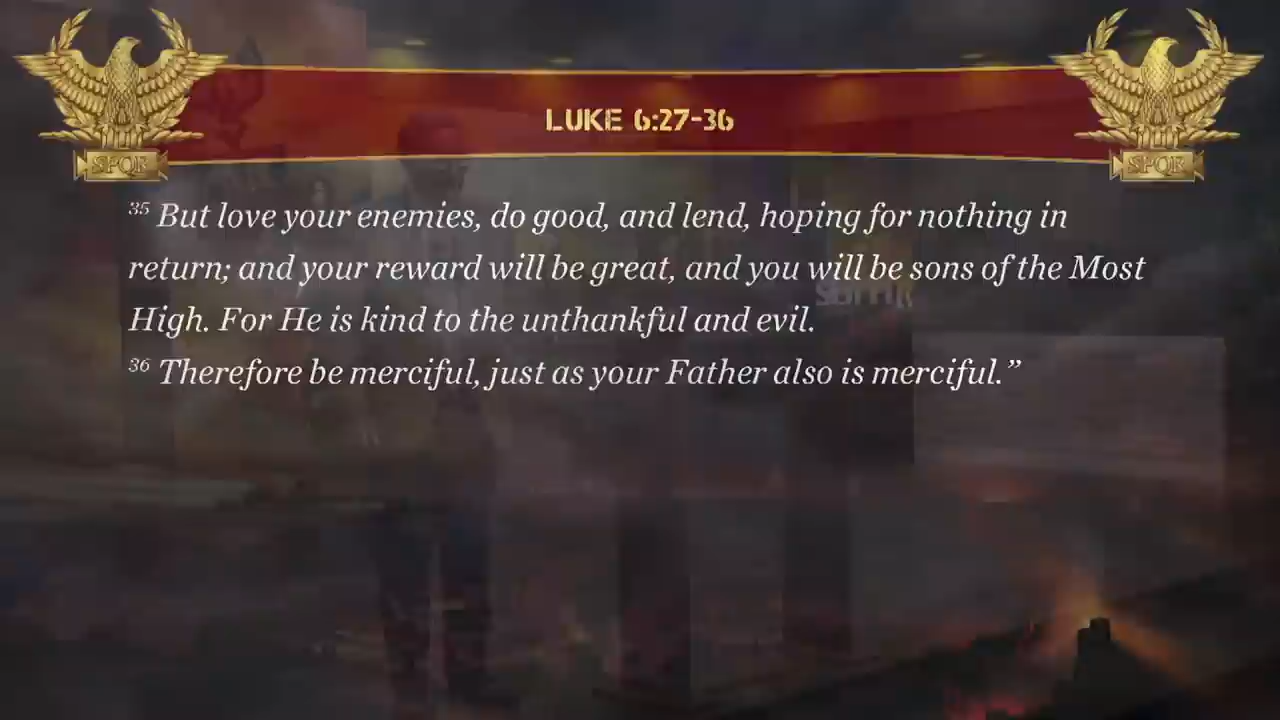 SPQR
SPQR
LUKE 6:27-36
35 But love your enemies, do good, and lend, hoping for nothing in
return; and your reward will be great, and you will be sons of the Most
High. For He is kind to the unthankful and evil.
36 Therefore be merciful, just as your Father also is merciful.”